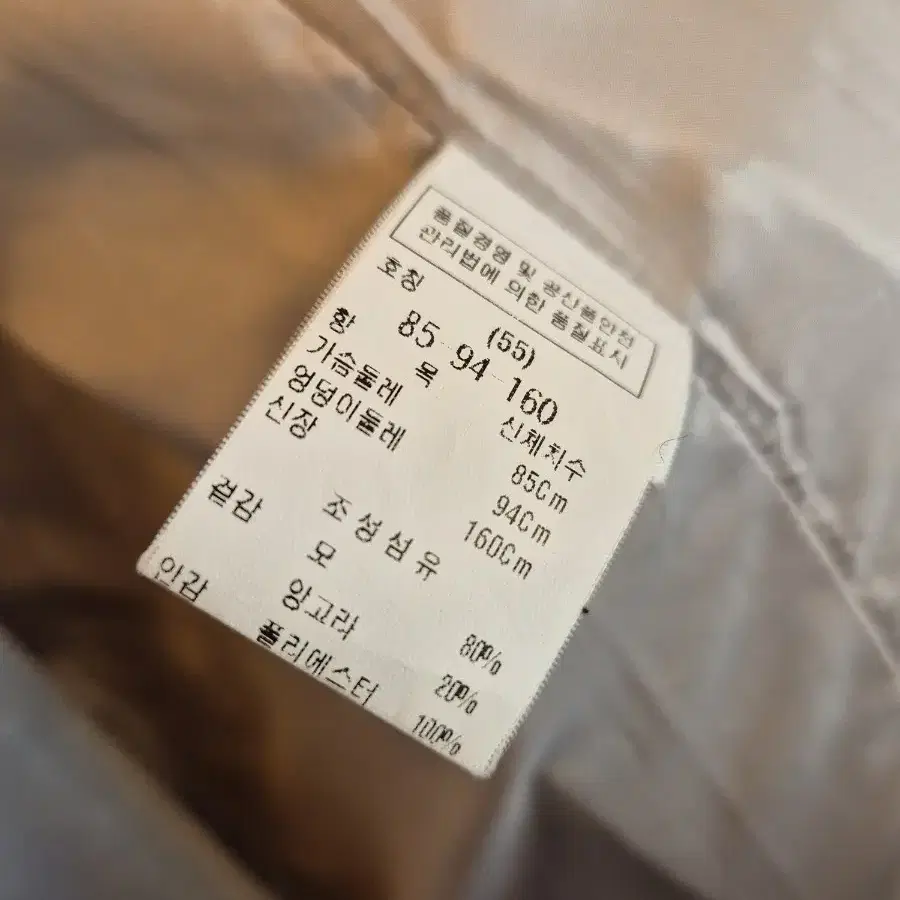 품질경영 및 공산품안전
관리법에 의한 품질표시
호칭 (55)
85-94-160
항 목 신체치수
가슴둘레 85Cm
엉덩이둘레 94Cm
신장 160Cm
조성섬유
겉감 모 80%
앙고라 20%
안감 폴리에스터 100%